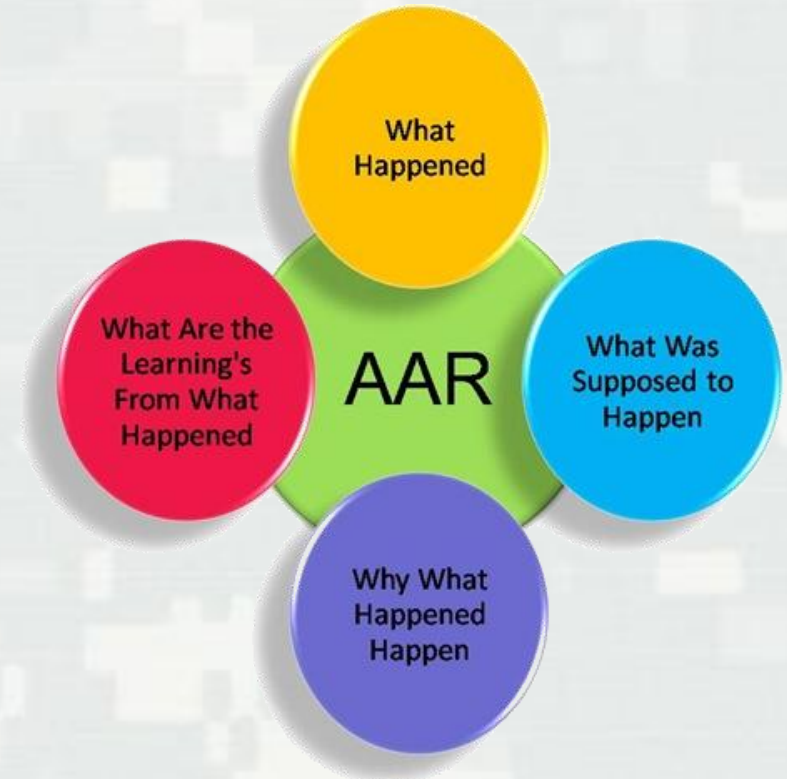 What
Happened
What Are the
Learning's
From What
Happened
AAR
What Was
Supposed to
Happen
Why What
Happened
Happen